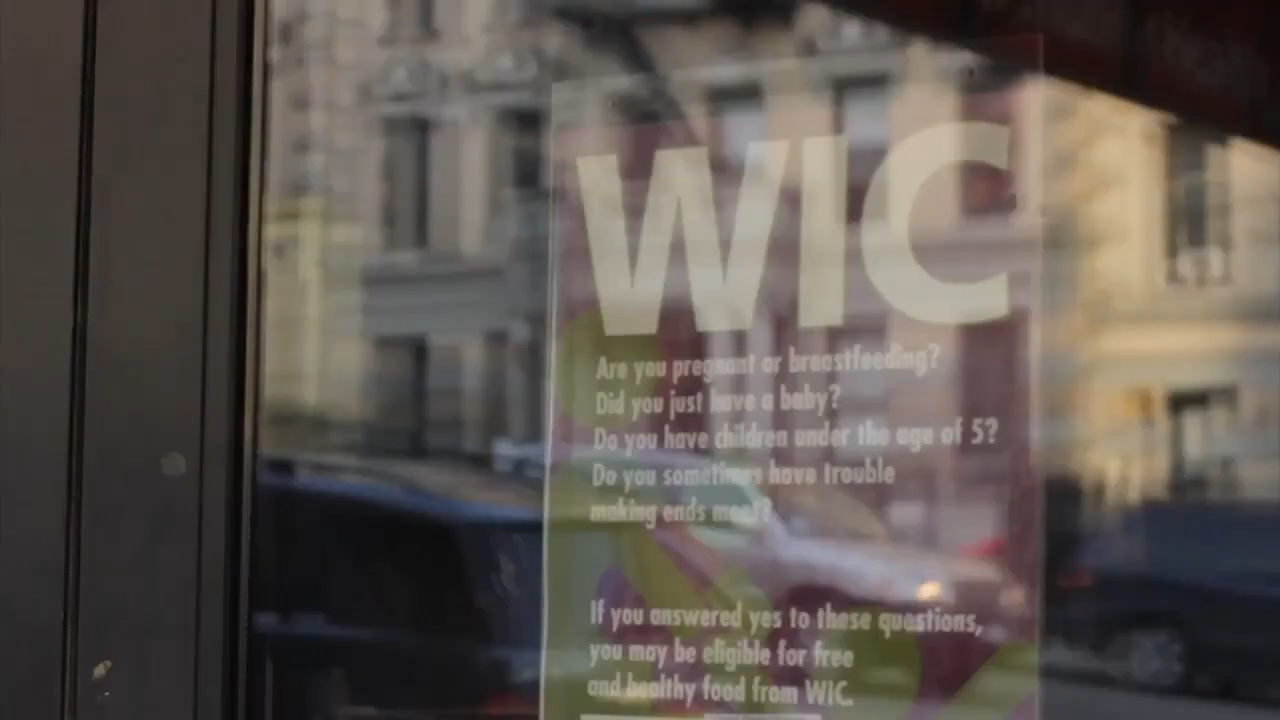 WIC
Are you pregnant or breastfeeding?
Did you just have a baby?
Do you have children under the age of 5?
Do you sometimes have trouble
making ends meet?
If you answered yes to these questions,
you may be eligible for free
and healthy food from WIC.